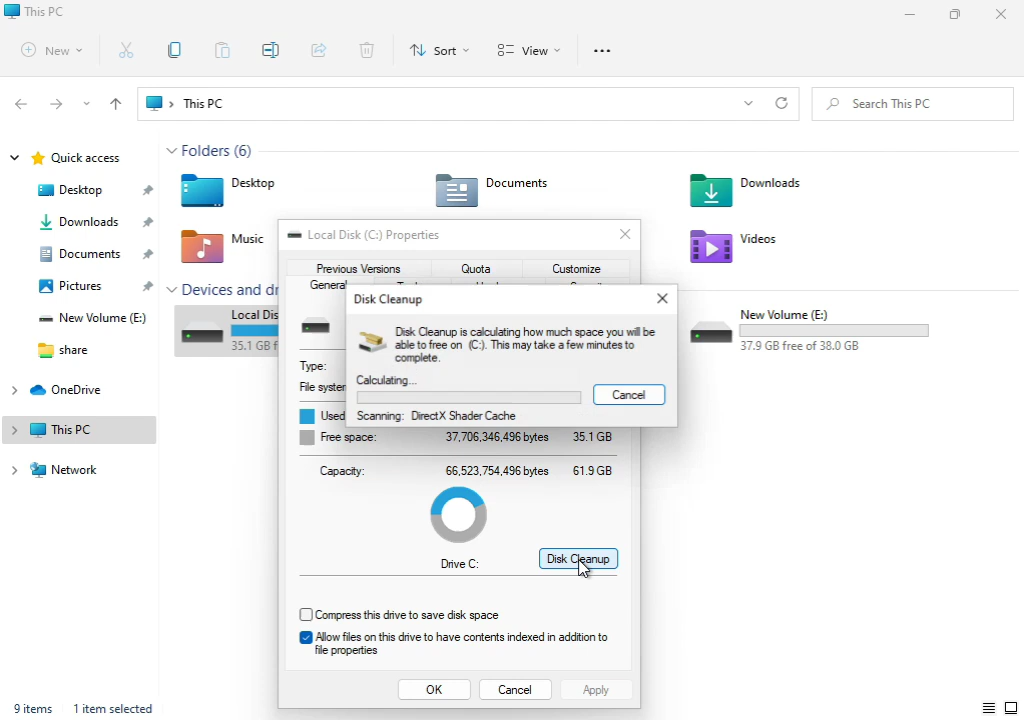 This PC
New
Sort
View
This PC
Search This PC
Quick access
Desktop
Downloads
Documents
Pictures
New Volume (E:)
share
OneDrive
This PC
Network
Folders (6)
Desktop
Documents
Downloads
Music
Videos
Devices and
Local Dis
35.1 GB f
New Volume (E:)
37.9 GB free of 38.0 GB
Local Disk (C:) Properties
Previous Versions
Quota
Customize
General
Type:
File system
Used
Free space:
37,706,346,496 bytes
35.1 GB
Capacity:
66,523,754,496 bytes
61.9 GB
Drive C:
Disk Cleanup
Compress this drive to save disk space
Allow files on this drive to have contents indexed in addition to
file properties
OK
Cancel
Apply
Disk Cleanup
Disk Cleanup is calculating how much space you will be
able to free on (C:). This may take a few minutes to
complete.
Calculating...
Cancel
Scanning: DirectX Shader Cache
9 items
1 item selected